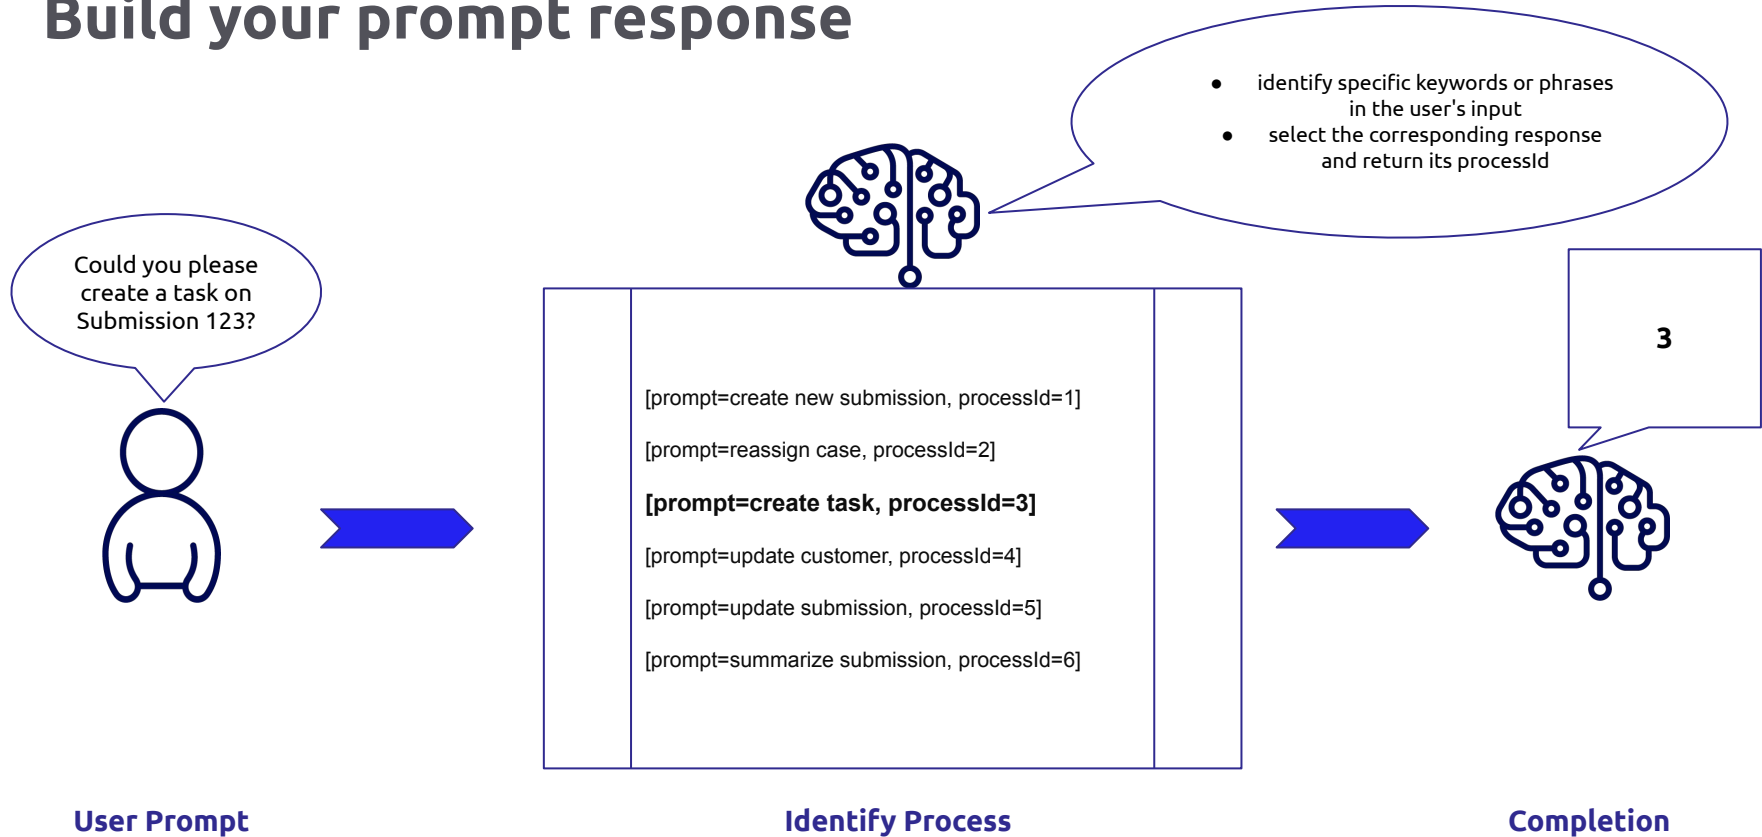 Build your prompt response
● identify specific keywords or phrases
in the user's input
● select the corresponding response
and return its processId
Could you please
create a task on
Submission 123?
[prompt=create new submission, processId=1]
[prompt=reassign case, processId=2]
[prompt=create task, processId=3]
[prompt=update customer, processId=4]
[prompt=update submission, processId=5]
[prompt=summarize submission, processId=6]
3
User Prompt
Identify Process
Completion